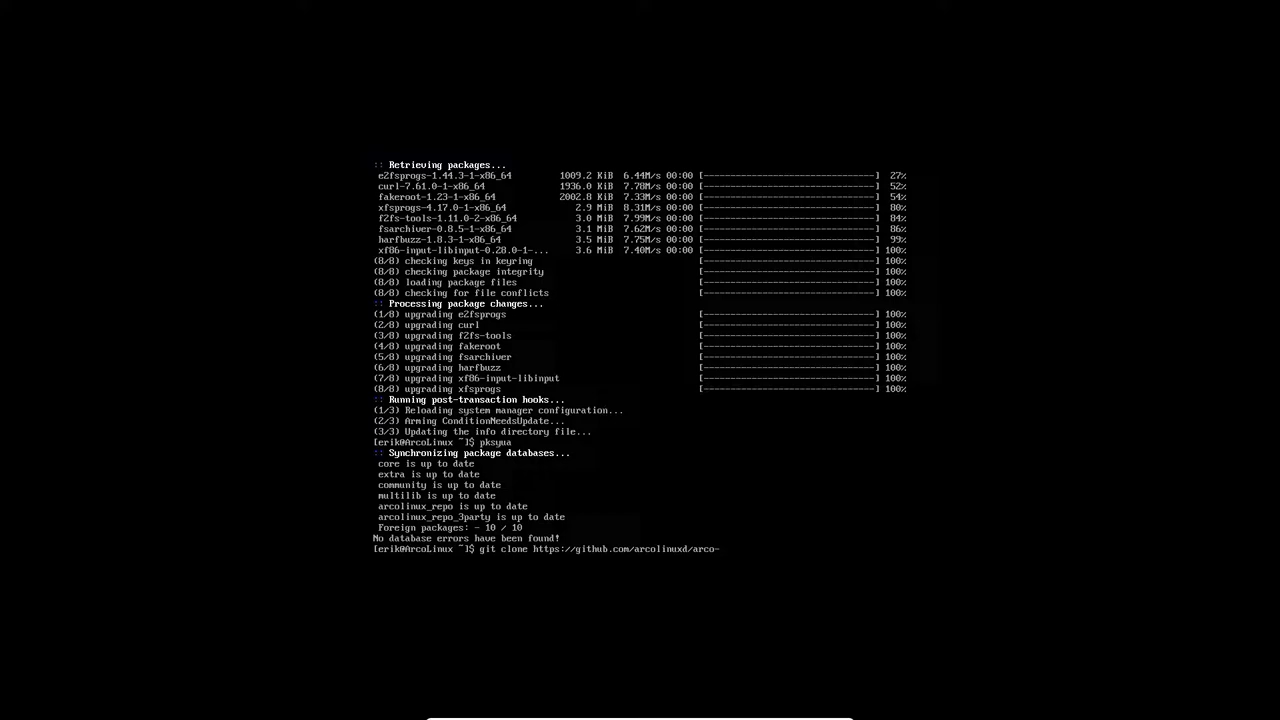 :: Retrieving packages...
e2fsprogs-1.44.3-1-x86_64 1009.2 KiB 6.44M/s 00:00 [----------------------------------] 27%
curl-7.61.0-1-x86_64 1936.0 KiB 7.78M/s 00:00 [----------------------------------] 52%
fakeroot-1.23-1-x86_64 2002.8 KiB 7.33M/s 00:00 [----------------------------------] 54%
xfsprogs-4.17.0-1-x86_64 2.9 MiB 8.31M/s 00:00 [----------------------------------] 80%
f2fs-tools-1.11.0-2-x86_64 3.0 MiB 7.99M/s 00:00 [----------------------------------] 84%
fsarchiver-0.8.5-1-x86_64 3.1 MiB 7.62M/s 00:00 [----------------------------------] 86%
harfbuzz-1.8.3-1-x86_64 3.5 MiB 7.75M/s 00:00 [----------------------------------] 99%
xf86-input-libinput-0.28.0-1-... 3.6 MiB 7.40M/s 00:00 [----------------------------------] 100%
(8/8) checking keys in keyring [----------------------------------] 100%
(8/8) checking package integrity [----------------------------------] 100%
(8/8) loading package files [----------------------------------] 100%
(8/8) checking for file conflicts [----------------------------------] 100%
:: Processing package changes...
(1/8) upgrading e2fsprogs [----------------------------------] 100%
(2/8) upgrading curl [----------------------------------] 100%
(3/8) upgrading f2fs-tools [----------------------------------] 100%
(4/8) upgrading fakeroot [----------------------------------] 100%
(5/8) upgrading fsarchiver [----------------------------------] 100%
(6/8) upgrading harfbuzz [----------------------------------] 100%
(7/8) upgrading xf86-input-libinput [----------------------------------] 100%
(8/8) upgrading xfsprogs [----------------------------------] 100%
:: Running post-transaction hooks...
(1/3) Reloading system manager configuration...
(2/3) Arming ConditionNeedsUpdate...
(3/3) Updating the info directory file...
[erik@ArcoLinux ~]$ pksyua
:: Synchronizing package databases...
core is up to date
extra is up to date
community is up to date
multilib is up to date
arcolinux_repo is up to date
arcolinux_repo_3party is up to date
Foreign packages: - 10 / 10
No database errors have been found!
[erik@ArcoLinux ~]$ git clone https://github.com/arcolinuxd/arco-